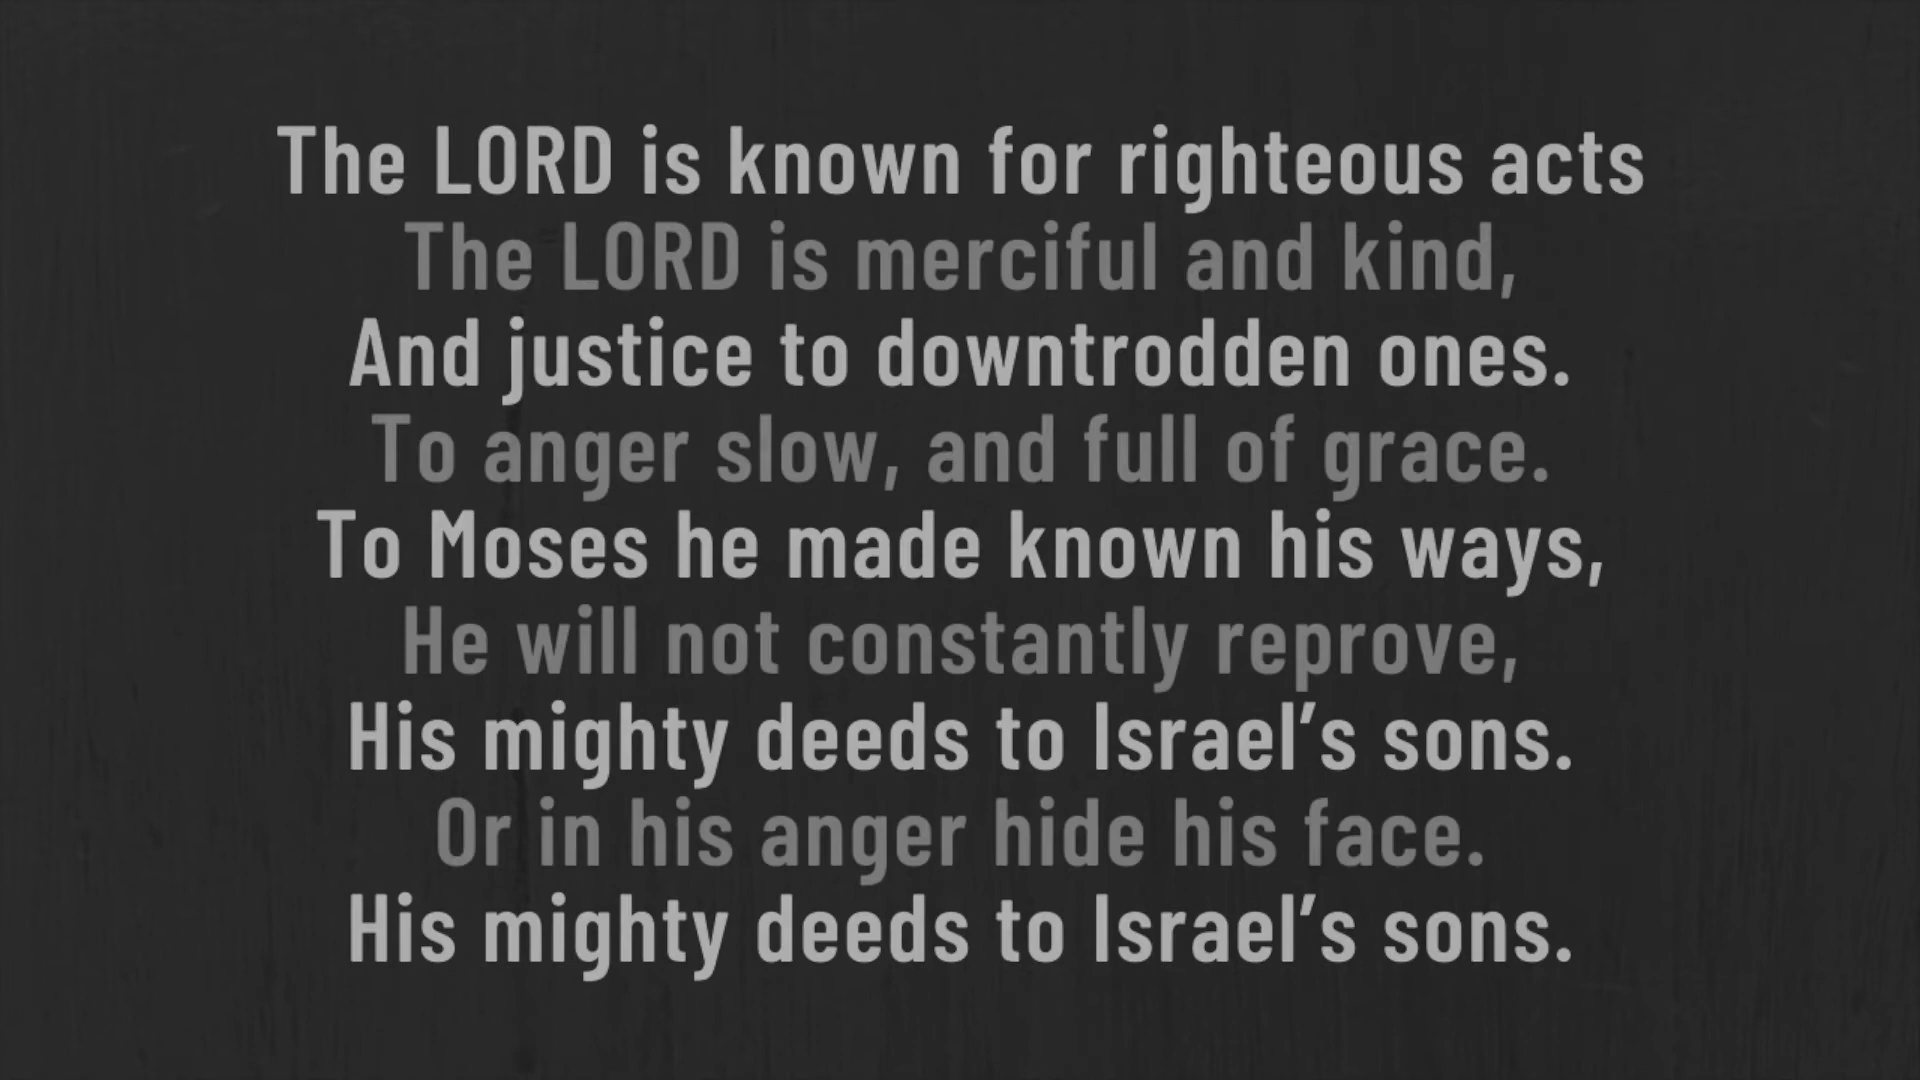 The LORD is known for righteous acts
The LORD is merciful and kind,
And justice to downtrodden ones.
To anger slow, and full of grace.
To Moses he made known his ways,
He will not constantly reprove,
His mighty deeds to Israel’s sons.
Or in his anger hide his face.
His mighty deeds to Israel’s sons.